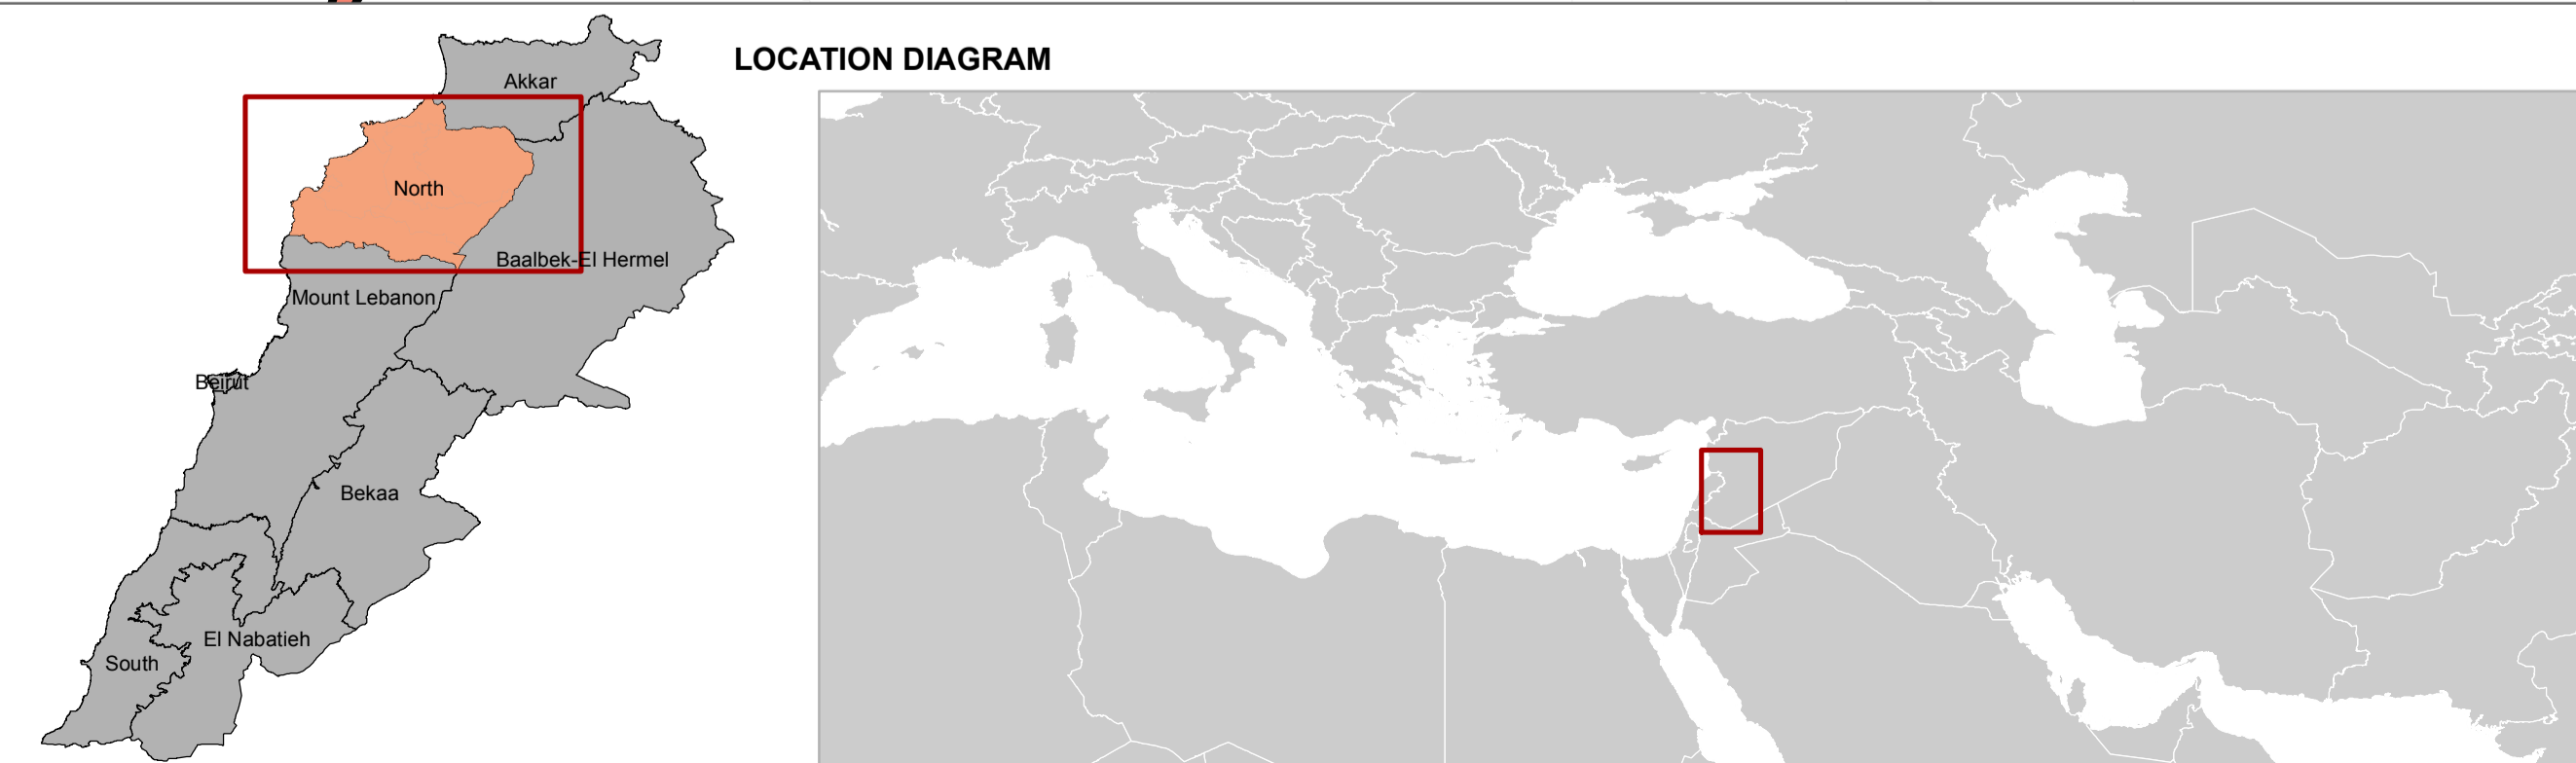 LOCATION DIAGRAM
Akkar
North
Baalbek-El Hermel
Mount Lebanon
Beirut
Bekaa
El Nabatieh
South